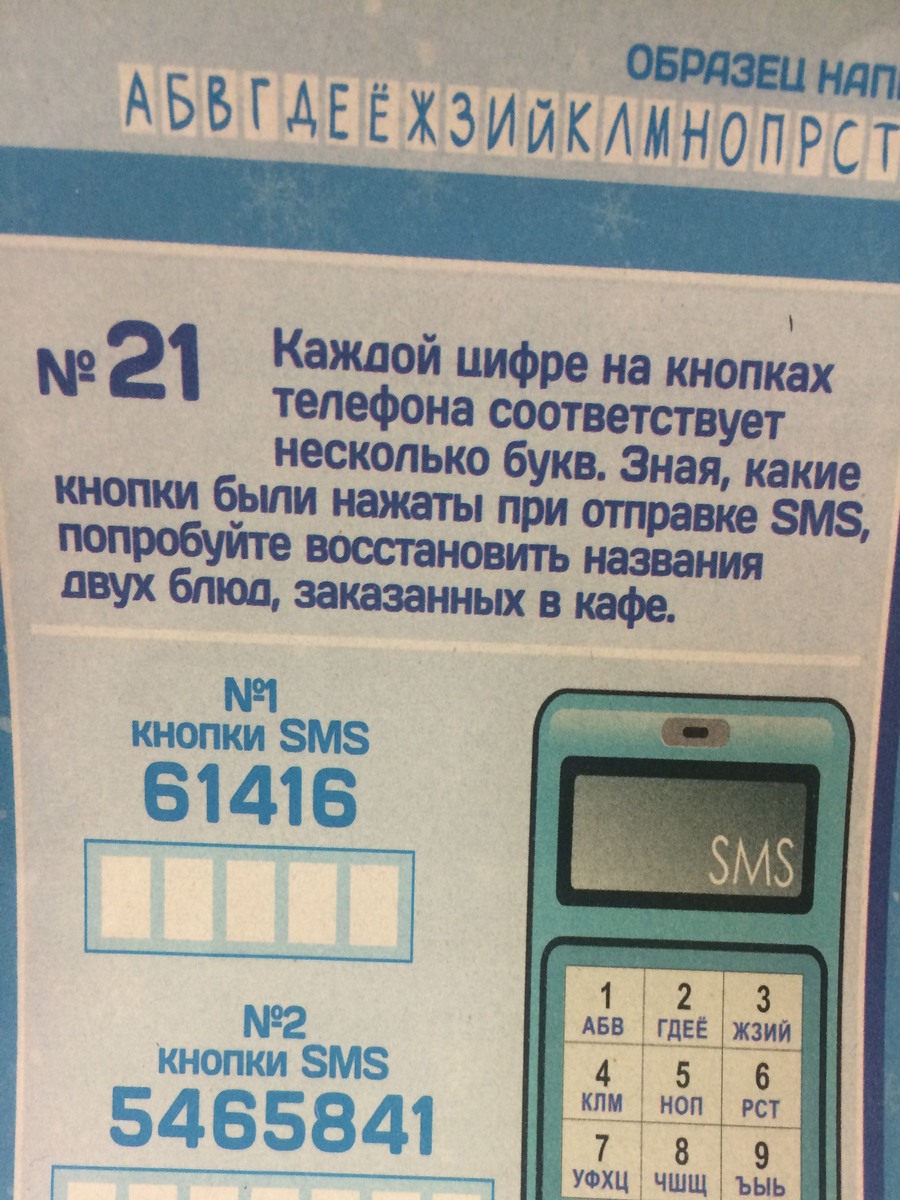 ОБРАЗЕЦ
АБВГДЕЁЖЗИЙКЛМНОПРСТ
№21
Каждой цифре на кнопках
телефона соответствует
несколько букв. Зная, какие
кнопки были нажаты при отправке SMS,
попробуйте восстановить названия
двух блюд, заказанных в кафе.
№1
кнопки SMS
61416
SMS
1 2 3
АБВ ГДЕЁ ЖЗИЙ
4 5 6
КЛМ НОП РСТ
7 8 9
УФХЦ ЧШЩ ЪЫЬ
№2
кнопки SMS
5465841